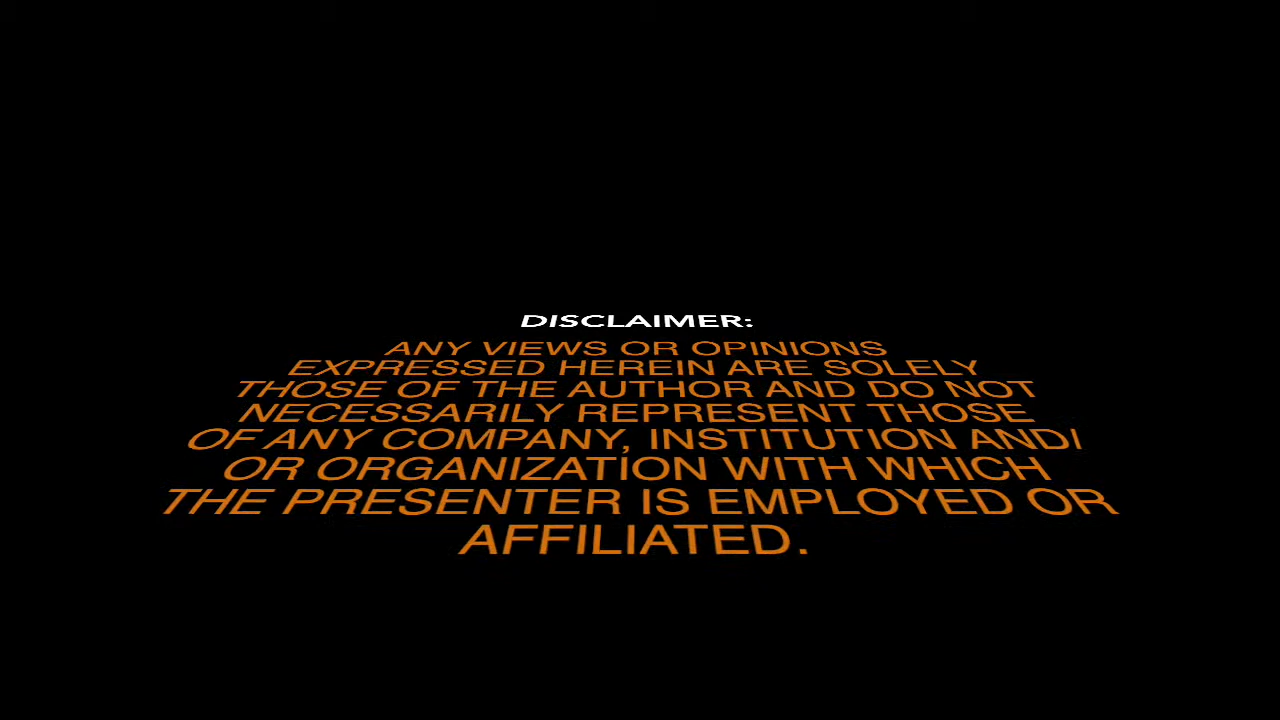 DISCLAIMER:
ANY VIEWS OR OPINIONS
EXPRESSED HEREIN ARE SOLELY
THOSE OF THE AUTHOR AND DO NOT
NECESSARILY REPRESENT THOSE
OF ANY COMPANY, INSTITUTION AND/
OR ORGANIZATION WITH WHICH
THE PRESENTER IS EMPLOYED OR
AFFILIATED.